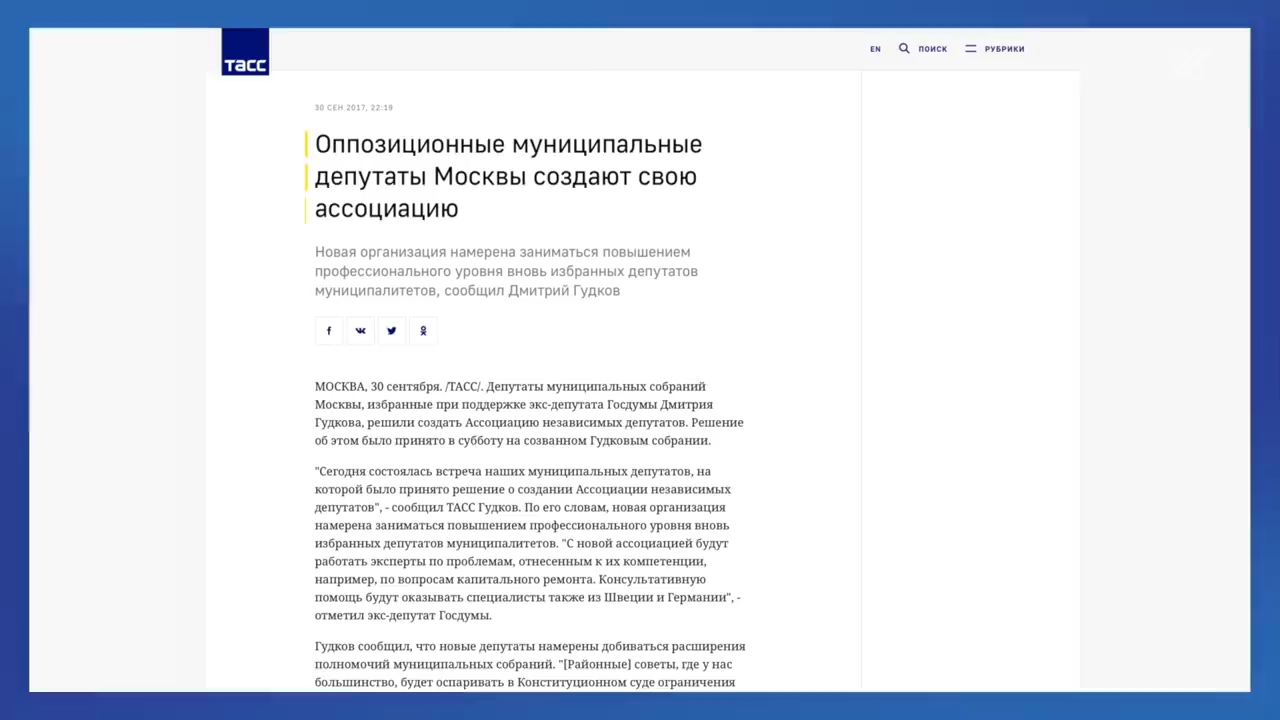 тасс
EN ПОИСК РУБРИКИ
30 СЕН 2017, 22:19
Оппозиционные муниципальные
депутаты Москвы создают свою
ассоциацию
Новая организация намерена заниматься повышением
профессионального уровня вновь избранных депутатов
муниципалитетов, сообщил Дмитрий Гудков
МОСКВА, 30 сентября. /ТАСС/. Депутаты муниципальных собраний
Москвы, избранные при поддержке экс-депутата Госдумы Дмитрия
Гудкова, решили создать Ассоциацию независимых депутатов. Решение
об этом было принято в субботу на созванном Гудковым собрании.
"Сегодня состоялась встреча наших муниципальных депутатов, на
которой было принято решение о создании Ассоциации независимых
депутатов", - сообщил ТАСС Гудков. По его словам, новая организация
намерена заниматься повышением профессионального уровня вновь
избранных депутатов муниципалитетов. "С новой ассоциацией будут
работать эксперты по проблемам, отнесенным к их компетенции,
например, по вопросам капитального ремонта. Консультативную
помощь будут оказывать специалисты также из Швеции и Германии", -
отметил экс-депутат Госдумы.
Гудков сообщил, что новые депутаты намерены добиваться расширения
полномочий муниципальных собраний. "[Районные] советы, где у нас
большинство, будет оспаривать в Конституционном суде ограничения